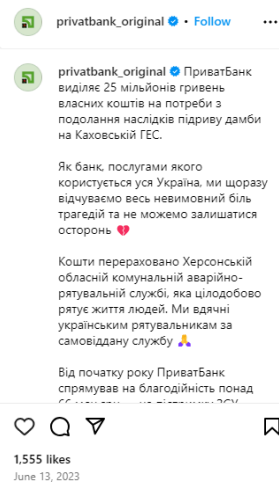 privatbank_original • Follow
privatbank_original ПриватБанк
виділяє 25 мільйонів гривень
власних коштів на потреби з
подолання наслідків підриву дамби
на Каховській ГЕС.
Як банк, послугами якого
користується уся Україна, ми щоразу
відчуваємо весь невимовний біль
трагедій та не можемо залишатися
осторонь 💔
Кошти перераховано Херсонській
обласній комунальній аварійно-
рятувальній службі, яка цілодобово
рятує життя людей. Ми вдячні
українським рятувальникам за
самовіддану службу 🙏
Від початку року ПриватБанк
спрямував на благодійність понад
1,555 likes
June 13, 2023